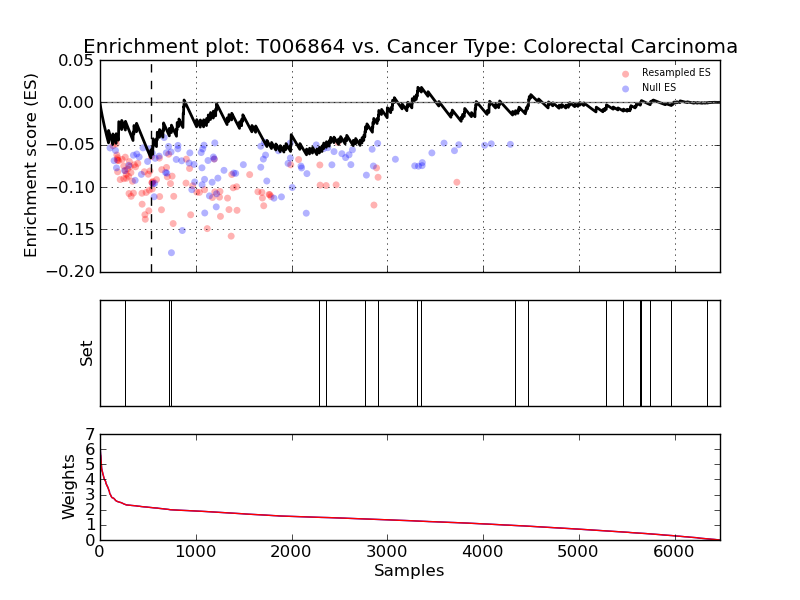 Enrichment plot: T006864 vs. Cancer Type: Colorectal Carcinoma
0.05
0.00
−0.05
−0.10
−0.15
−0.20
Enrichment score (ES)
Resampled ES
Null ES
Set
7
6
5
4
3
2
1
0
Weights
0 1000 2000 3000 4000 5000 6000
Samples